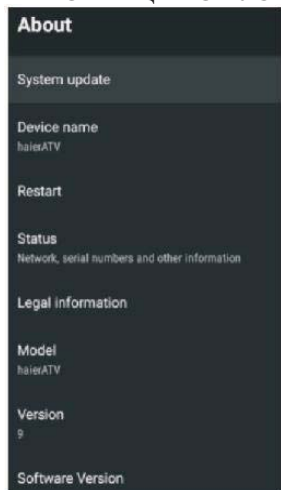 About
System update
Device name
haierATV
Restart
Status
Network, serial numbers and other information
Legal information
Model
haierATV
Version
9
Software Version